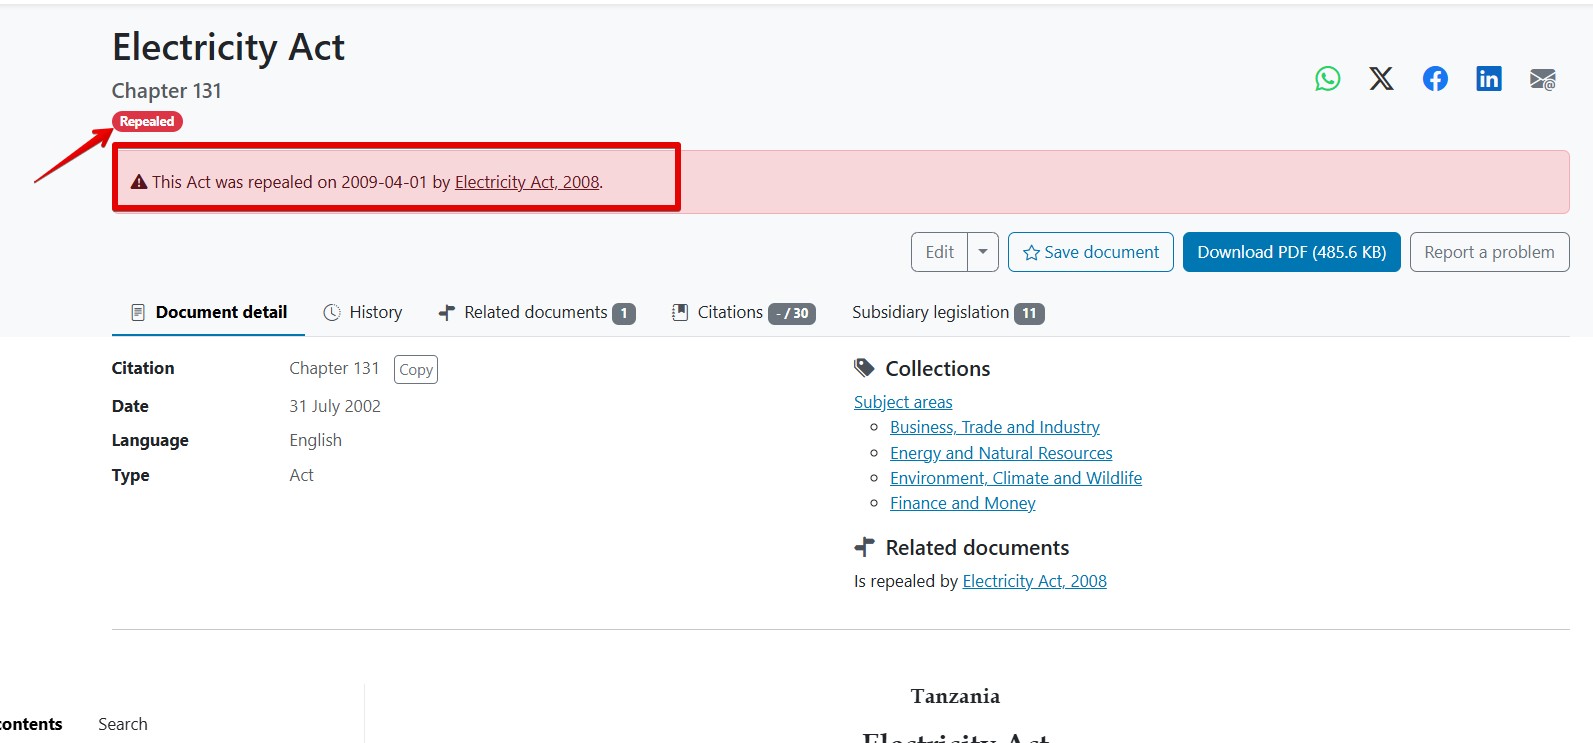 Electricity Act
Chapter 131
Repealed
This Act was repealed on 2009-04-01 by Electricity Act, 2008.
Edit
Save document
Download PDF (485.6 KB)
Report a problem
Document detail
History
Related documents 1
Citations - / 30
Subsidiary legislation 11
Citation Chapter 131 Copy
Date 31 July 2002
Language English
Type Act
Collections
Subject areas
Business, Trade and Industry
Energy and Natural Resources
Environment, Climate and Wildlife
Finance and Money
Related documents
Is repealed by Electricity Act, 2008
contents Search
Tanzania
Electricity Act